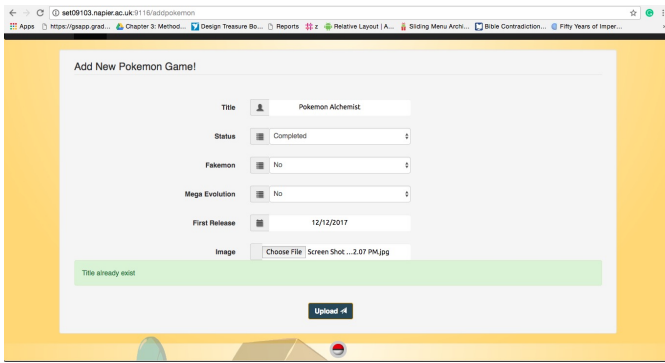 set09103.napier.ac.uk:9116/addpokemon
Apps https://gsapp.grad... Chapter 3: Method... Design Treasure Bo... Reports z Relative Layout | A... Sliding Menu Archi... Bible Contradiction... Fifty Years of Imper...
Add New Pokemon Game!
Title Pokemon Alchemist
Status Completed
Fakemon No
Mega Evolution No
First Release 12/12/2017
Image Choose File Screen Shot ...2.07 PM.jpg
Title already exist
Upload